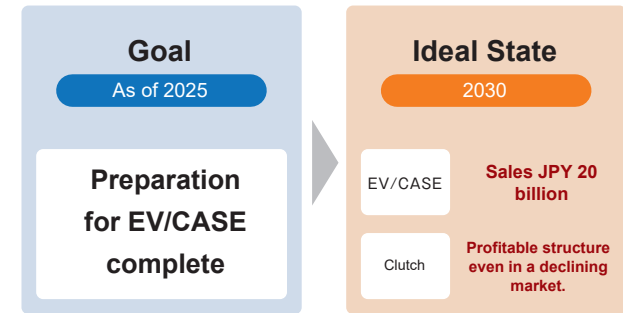 Goal
As of 2025
Preparation
for EV/CASE
complete
Ideal State
2030
EV/CASE
Sales JPY 20
billion
Clutch
Profitable structure
even in a declining
market.